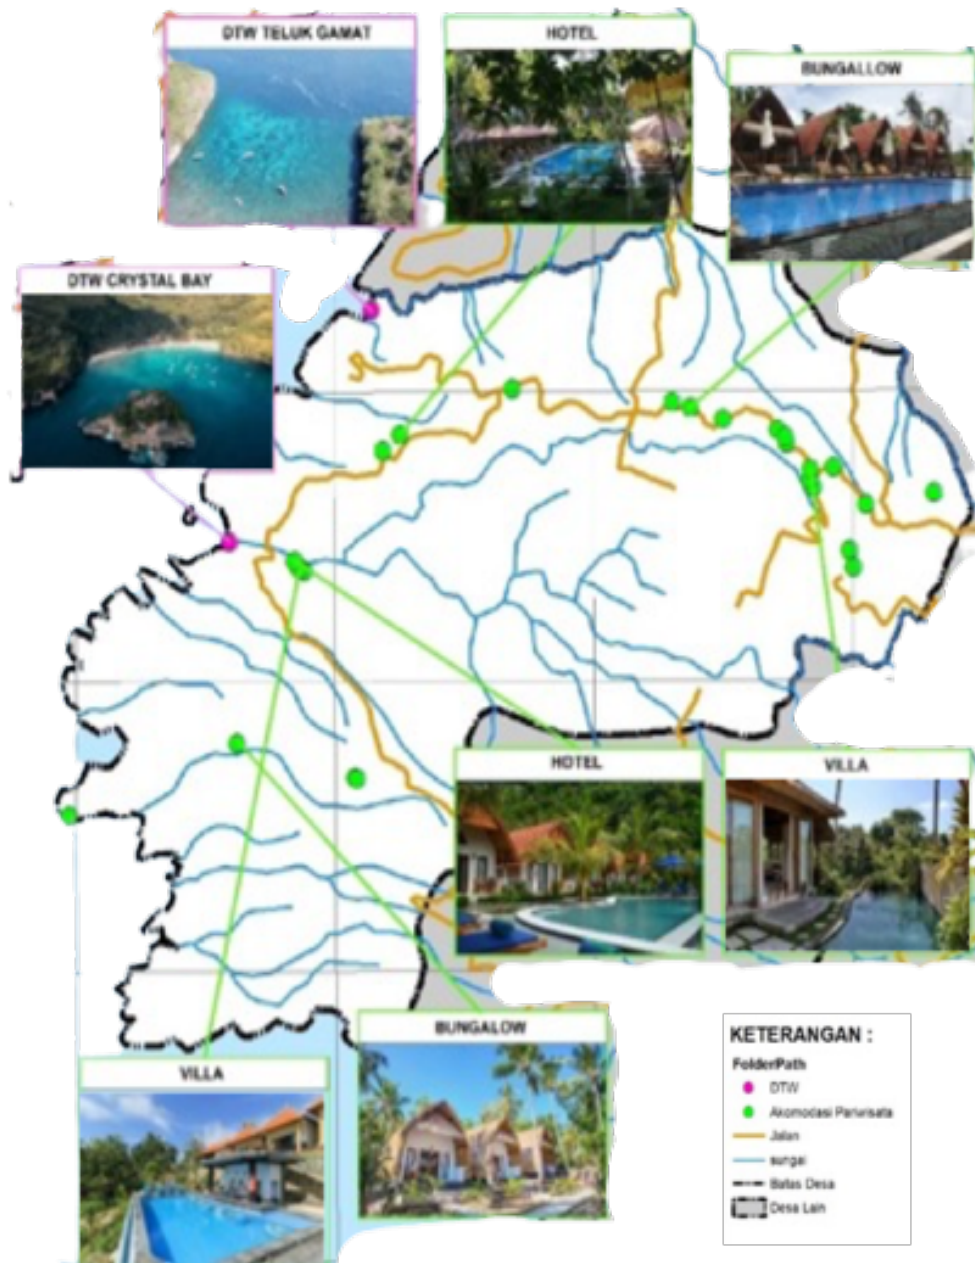 DTW TELUK GAMAT
HOTEL
BUNGALLOW
DTW CRYSTAL BAY
HOTEL
VILLA
BUNGALOW
VILLA
KETERANGAN :
FolderPath
DTW
Akomodasi Pariwisata
Jalan
sungai
Batas Desa
Desa Lain